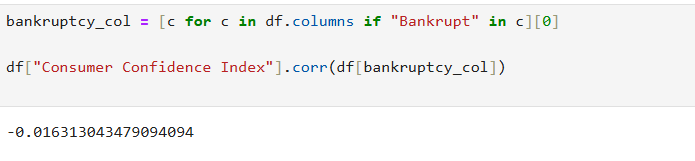 bankruptcy_col = [c for c in df.columns if "Bankrupt" in c][0]
df["Consumer Confidence Index"].corr(df[bankruptcy_col])
-0.016313043479094094